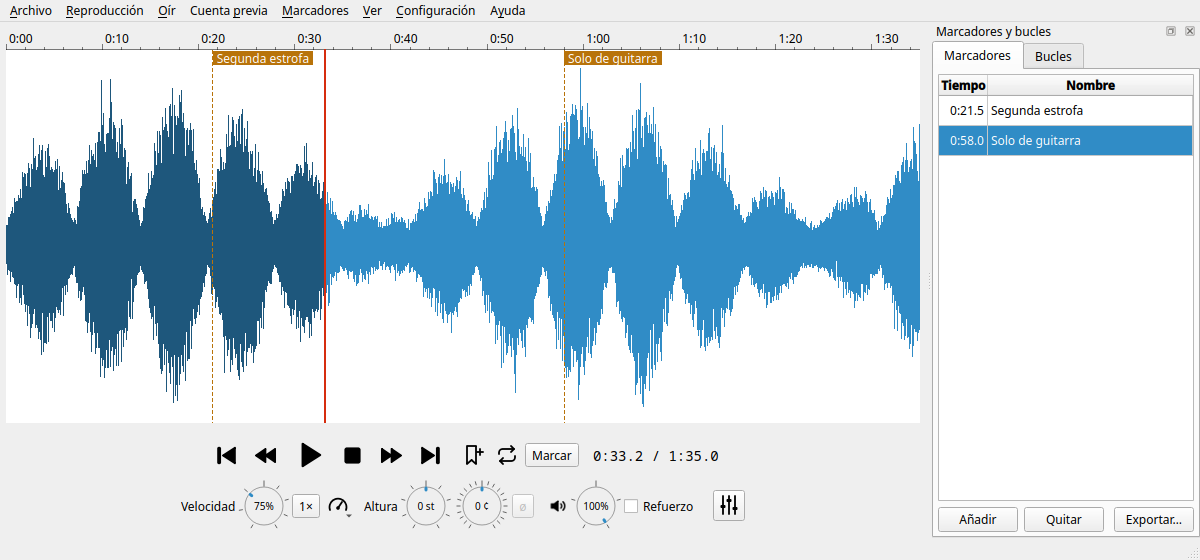 Archivo Reproducción Oír Cuenta previa Marcadores Ver Configuración Ayuda
0:00 0:10 0:20 0:30 0:40 0:50 1:00 1:10 1:20 1:30
Segunda estrofa Solo de guitarra
Marcadores y bucles
Marcadores Bucles
Tiempo Nombre
0:21.5 Segunda estrofa
0:58.0 Solo de guitarra
Marcar 0:33.2 / 1:35.0
Velocidad 75% 1× Altura 0 st 0 ¢ ø 100% Refuerzo
Añadir Quitar Exportar...